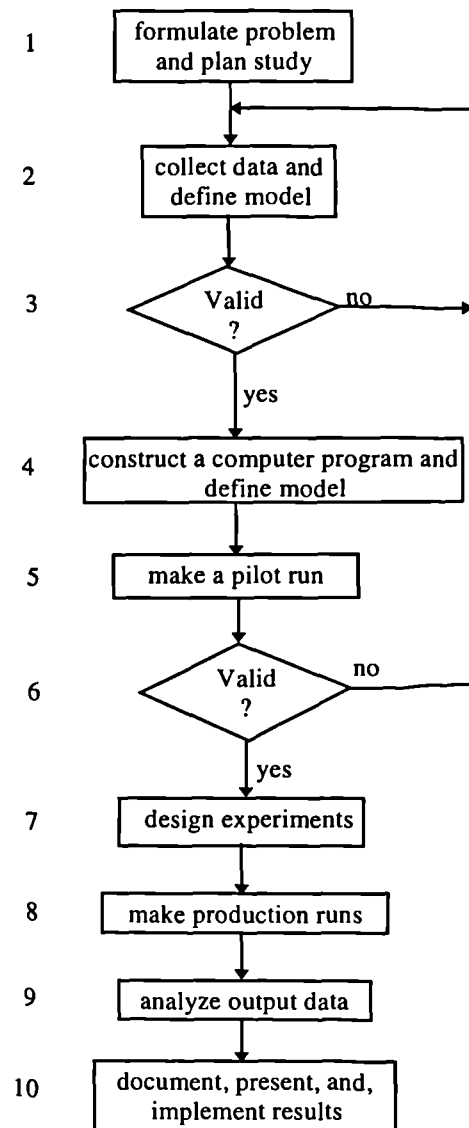 1
formulate problem
and plan study
2
collect data and
define model
3
Valid
?
no
yes
4
construct a computer program and
define model
5
make a pilot run
6
Valid
?
no
yes
7
design experiments
8
make production runs
9
analyze output data
10
document, present, and,
implement results